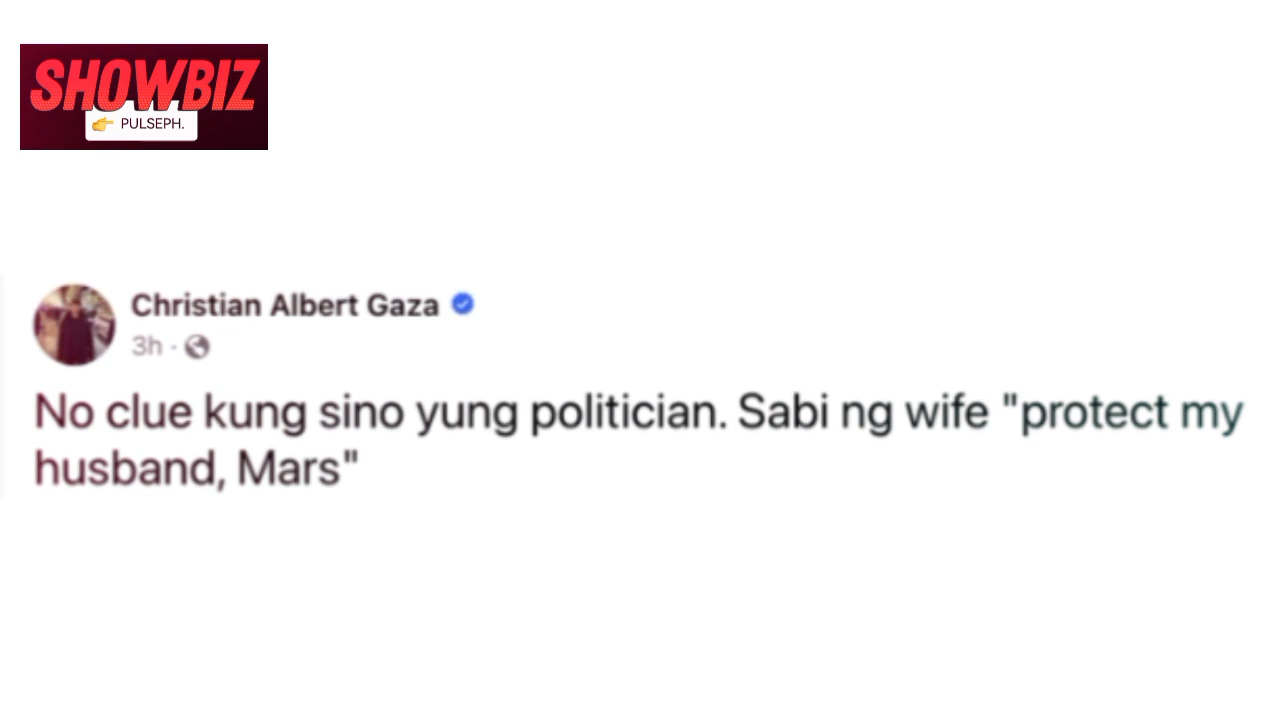 SHOWBIZ
👉 PULSEPH.
Christian Albert Gaza
3h ·
No clue kung sino yung politician. Sabi ng wife "protect my
husband, Mars"